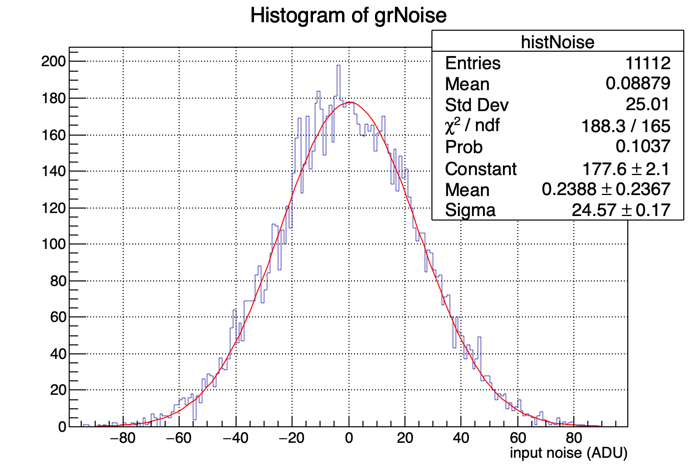 Histogram of grNoise
histNoise
Entries 11112
Mean 0.08879
Std Dev 25.01
χ² / ndf 188.3 / 165
Prob 0.1037
Constant 177.6 ± 2.1
Mean 0.2388 ± 0.2367
Sigma 24.57 ± 0.17
200
180
160
140
120
100
80
60
40
20
0
−80 −60 −40 −20 0 20 40 60 80
input noise (ADU)